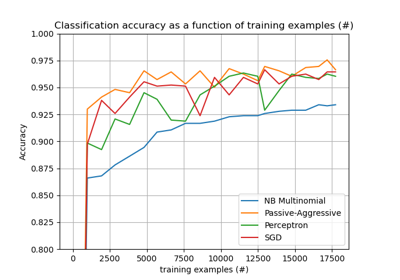 Classification accuracy as a function of training examples (#)
1.000
0.975
0.950
0.925
0.900
0.875
0.850
0.825
0.800
Accuracy
0 2500 5000 7500 10000 12500 15000 17500
training examples (#)
NB Multinomial
Passive-Aggressive
Perceptron
SGD